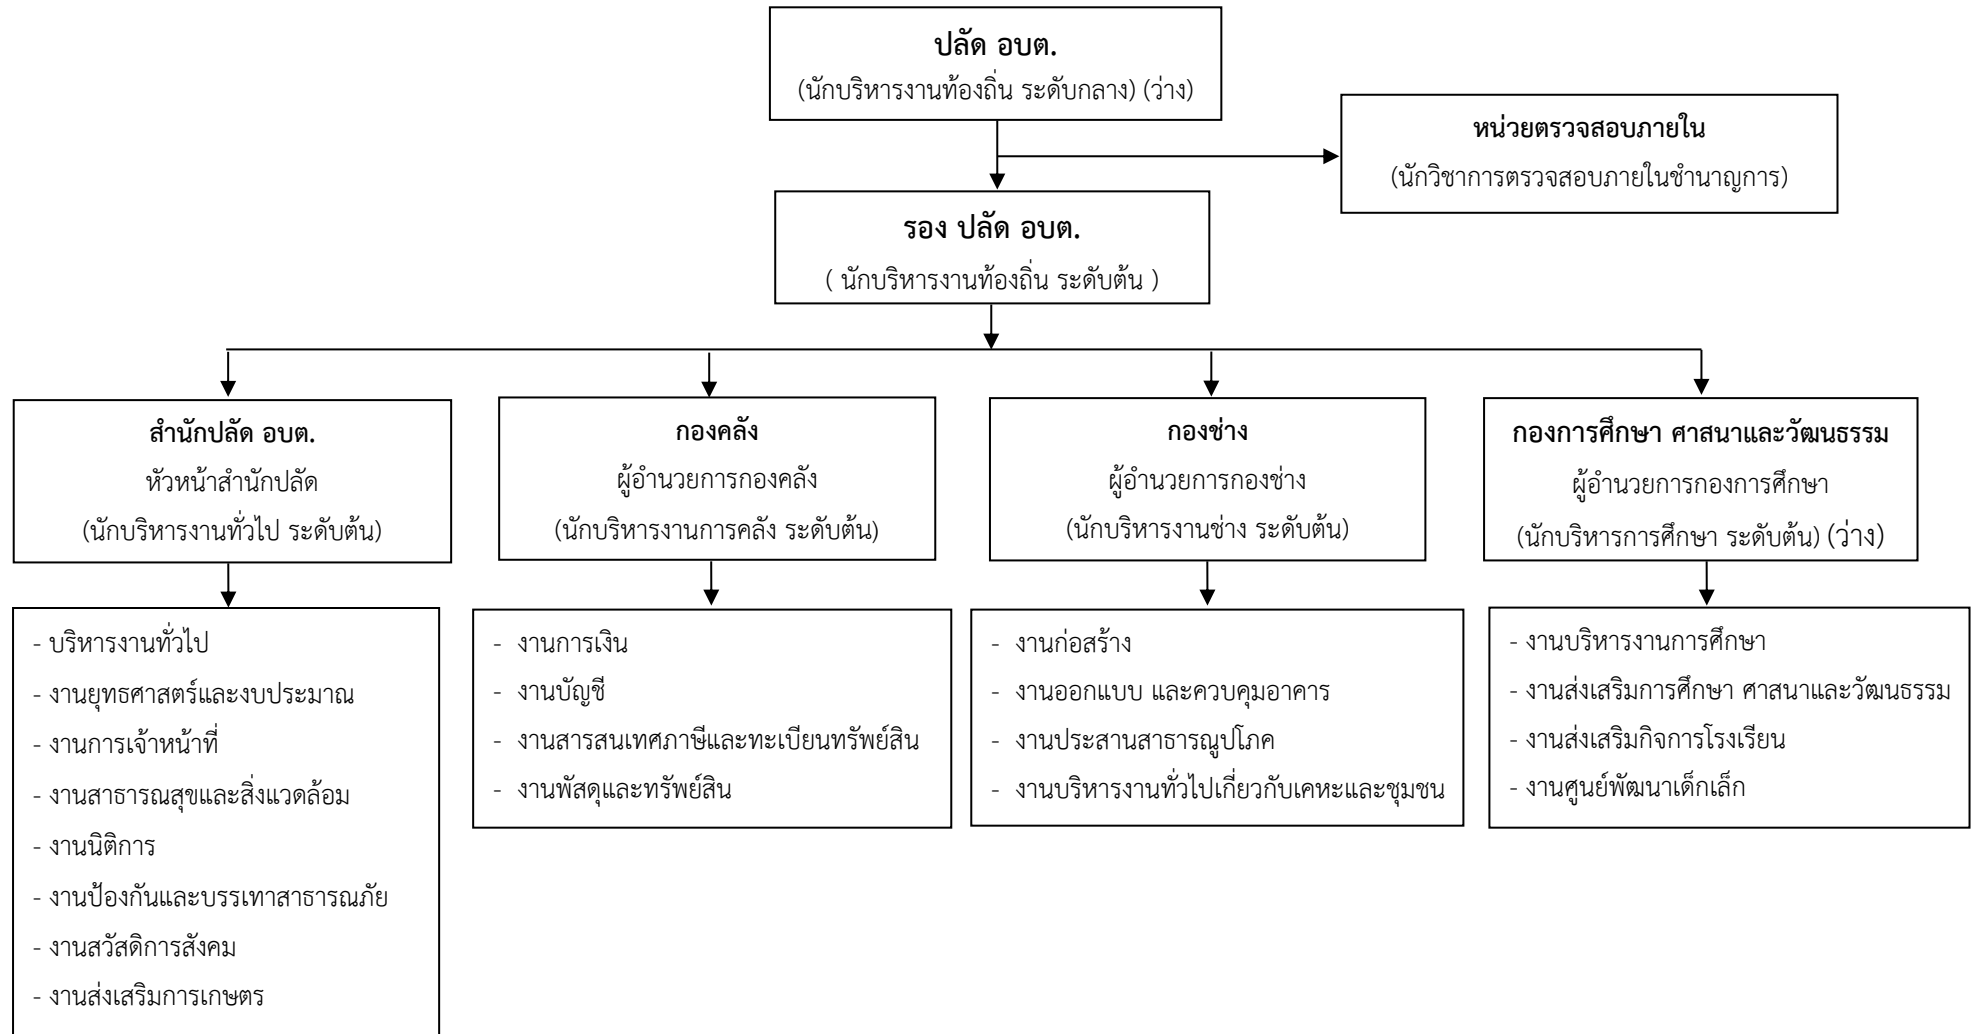 ปลัด อบต.
(นักบริหารงานท้องถิ่น ระดับกลาง) (ว่าง)
หน่วยตรวจสอบภายใน
(นักวิชาการตรวจสอบภายในชำนาญการ)
รอง ปลัด อบต.
( นักบริหารงานท้องถิ่น ระดับต้น )
สำนักปลัด อบต.
หัวหน้าสำนักปลัด
(นักบริหารงานทั่วไป ระดับต้น)
กองคลัง
ผู้อำนวยการกองคลัง
(นักบริหารงานการคลัง ระดับต้น)
กองช่าง
ผู้อำนวยการกองช่าง
(นักบริหารงานช่าง ระดับต้น)
กองการศึกษา ศาสนาและวัฒนธรรม
ผู้อำนวยการกองการศึกษา
(นักบริหารการศึกษา ระดับต้น) (ว่าง)
- บริหารงานทั่วไป
- งานยุทธศาสตร์และงบประมาณ
- งานการเจ้าหน้าที่
- งานสาธารณสุขและสิ่งแวดล้อม
- งานนิติการ
- งานป้องกันและบรรเทาสาธารณภัย
- งานสวัสดิการสังคม
- งานส่งเสริมการเกษตร
- งานการเงิน
- งานบัญชี
- งานสารสนเทศภาษีและทะเบียนทรัพย์สิน
- งานพัสดุและทรัพย์สิน
- งานก่อสร้าง
- งานออกแบบ และควบคุมอาคาร
- งานประสานสาธารณูปโภค
- งานบริหารงานทั่วไปเกี่ยวกับเคหะและชุมชน
- งานบริหารงานการศึกษา
- งานส่งเสริมการศึกษา ศาสนาและวัฒนธรรม
- งานส่งเสริมกิจการโรงเรียน
- งานศูนย์พัฒนาเด็กเล็ก